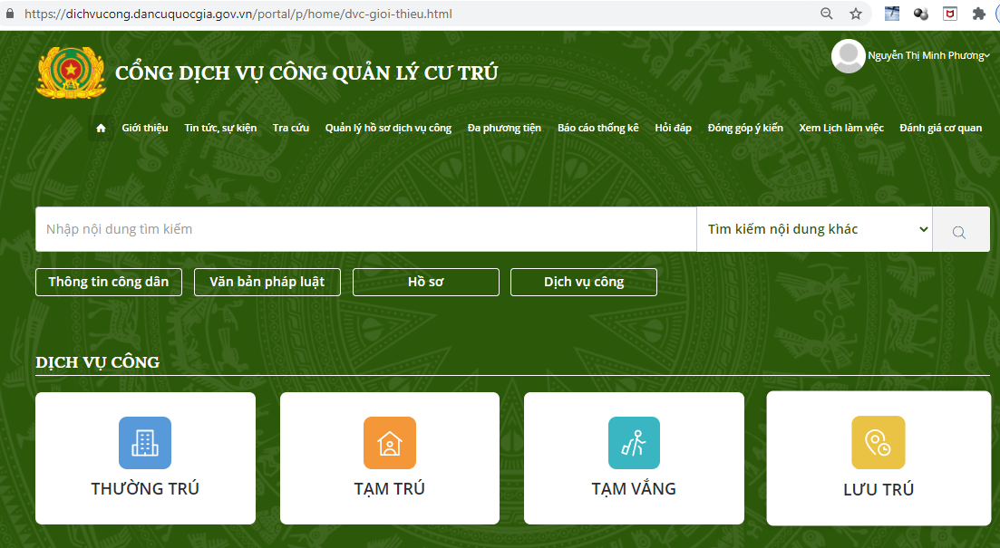 https://dichvucong.dancuquocgia.gov.vn/portal/p/home/dvc-gioi-thieu.html
CỔNG DỊCH VỤ CÔNG QUẢN LÝ CƯ TRÚ
Nguyễn Thị Minh Phương
Giới thiệu Tin tức, sự kiện Tra cứu Quản lý hồ sơ dịch vụ công Đa phương tiện Báo cáo thống kê Hỏi đáp Đóng góp ý kiến Xem Lịch làm việc Đánh giá cơ quan
Nhập nội dung tìm kiếm Tìm kiếm nội dung khác
Thông tin công dân Văn bản pháp luật Hồ sơ Dịch vụ công
DỊCH VỤ CÔNG
THƯỜNG TRÚ TẠM TRÚ TẠM VẮNG LƯU TRÚ